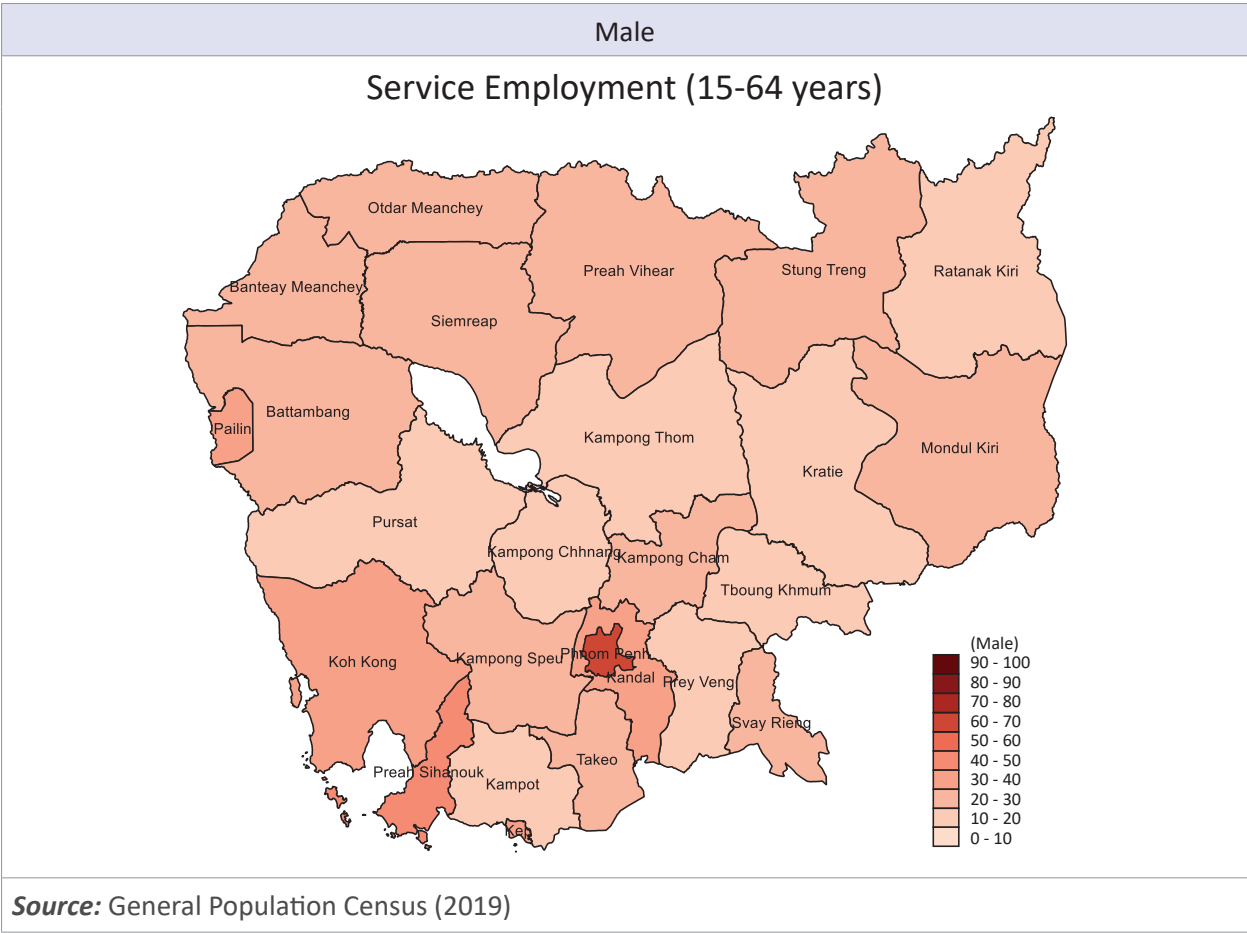 Male
Service Employment (15-64 years)
Otdar Meanchey
Banteay Meanchey
Siemreap
Preah Vihear
Stung Treng
Ratanak Kiri
Battambang
Pailin
Kampong Thom
Kratie
Mondul Kiri
Pursat
Kampong Chhnang
Kampong Cham
Tboung Khmum
Koh Kong
Kampong Speu
Phnom Penh
Kandal
Prey Veng
Svay Rieng
Preah Sihanouk
Kampot
Takeo
Kep
(Male)
90 - 100
80 - 90
70 - 80
60 - 70
50 - 60
40 - 50
30 - 40
20 - 30
10 - 20
0 - 10
Source: General Population Census (2019)